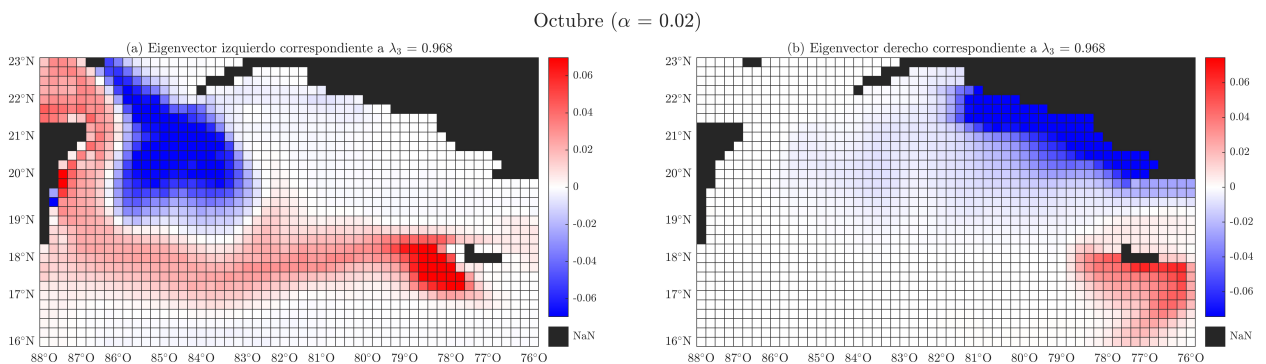 Octubre (α = 0.02)
(a) Eigenvector izquierdo correspondiente a λ₃ = 0.968
23°N
22°N
21°N
20°N
19°N
18°N
17°N
16°N
88°O 87°O 86°O 85°O 84°O 83°O 82°O 81°O 80°O 79°O 78°O 77°O 76°O
0.06
0.04
0.02
0
-0.02
-0.04
-0.06
NaN
(b) Eigenvector derecho correspondiente a λ₃ = 0.968
23°N
22°N
21°N
20°N
19°N
18°N
17°N
16°N
88°O 87°O 86°O 85°O 84°O 83°O 82°O 81°O 80°O 79°O 78°O 77°O 76°O
0.06
0.04
0.02
0
-0.02
-0.04
-0.06
NaN